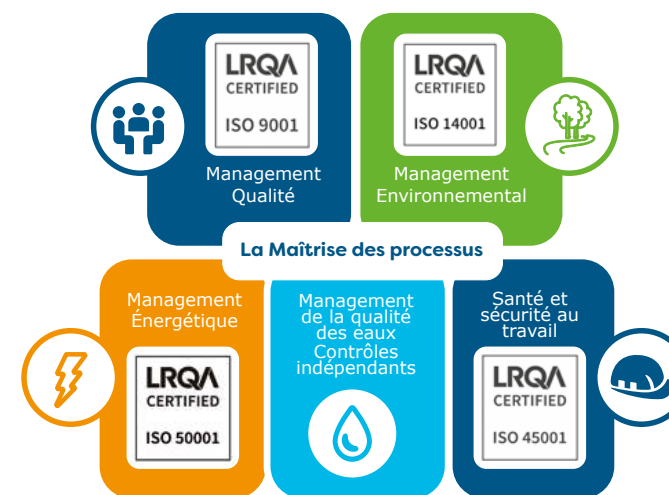 LRQA
CERTIFIED
ISO 9001
Management
Qualité
LRQA
CERTIFIED
ISO 14001
Management
Environnemental
La Maîtrise des processus
Management
Énergétique
LRQA
CERTIFIED
ISO 50001
Management
de la qualité
des eaux
Contrôles
indépendants
Santé et
sécurité au
travail
LRQA
CERTIFIED
ISO 45001